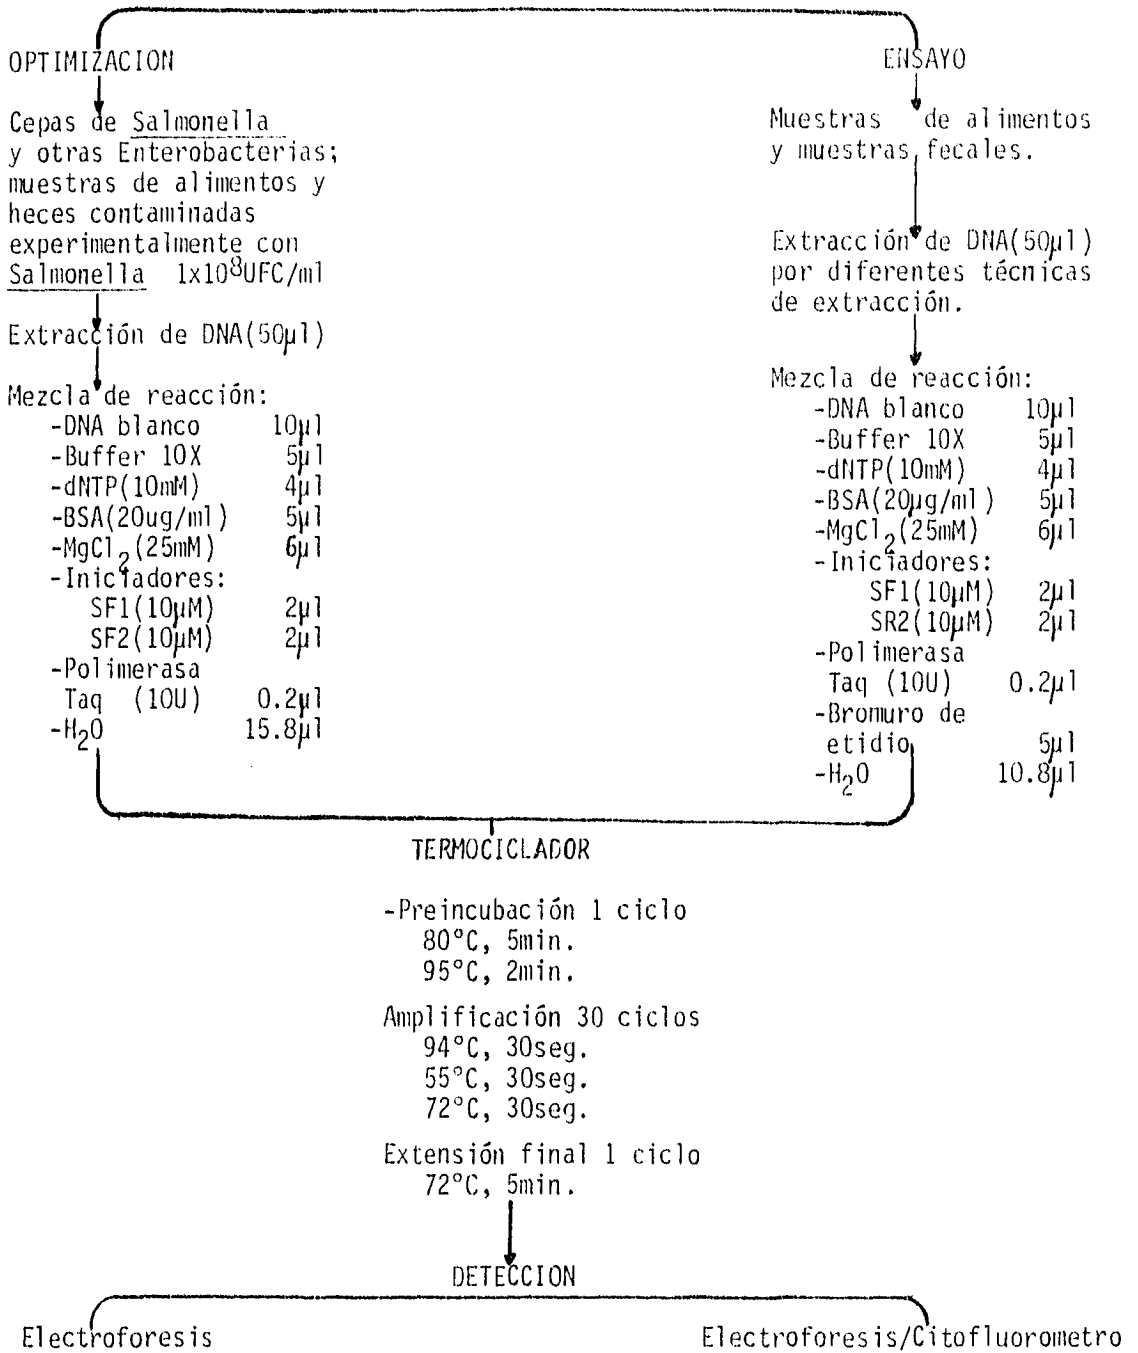 OPTIMIZACION
Cepas de Salmonella
y otras Enterobacterias;
muestras de alimentos y
heces contaminadas
experimentalmente con
Salmonella 1x10⁸UFC/ml
Extracción de DNA(50µl)
Mezcla de reacción:
-DNA blanco 10µl
-Buffer 10X 5µl
-dNTP(10mM) 4µl
-BSA(20ug/ml) 5µl
-MgCl₂(25mM) 6µl
-Iniciadores:
SF1(10µM) 2µl
SF2(10µM) 2µl
-Polimerasa
Taq (10U) 0.2µl
-H₂O 15.8µl
ENSAYO
Muestras de alimentos
y muestras fecales.
Extracción de DNA(50µl)
por diferentes técnicas
de extracción.
Mezcla de reacción:
-DNA blanco 10µl
-Buffer 10X 5µl
-dNTP(10mM) 4µl
-BSA(20µg/ml) 5µl
-MgCl₂(25mM) 6µl
-Iniciadores:
SF1(10µM) 2µl
SR2(10µM) 2µl
-Polimerasa
Taq (10U) 0.2µl
-Bromuro de
etidio 5µl
-H₂O 10.8µl
TERMOCICLADOR
-Preincubación 1 ciclo
80°C, 5min.
95°C, 2min.
Amplificación 30 ciclos
94°C, 30seg.
55°C, 30seg.
72°C, 30seg.
Extensión final 1 ciclo
72°C, 5min.
DETECCION
Electroforesis
Electroforesis/Citofluorometro